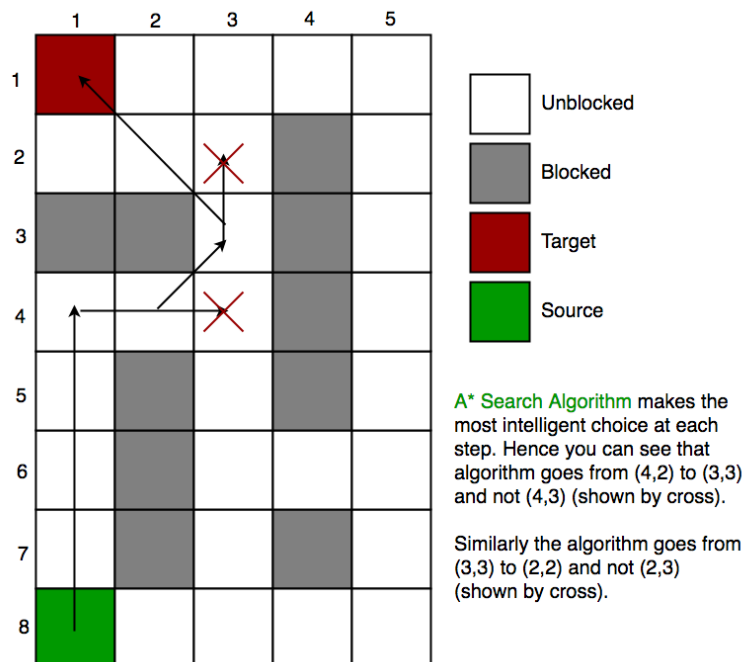 1 2 3 4 5
1
2
3
4
5
6
7
8
Unblocked
Blocked
Target
Source
A* Search Algorithm makes the
most intelligent choice at each
step. Hence you can see that
algorithm goes from (4,2) to (3,3)
and not (4,3) (shown by cross).
Similarly the algorithm goes from
(3,3) to (2,2) and not (2,3)
(shown by cross).